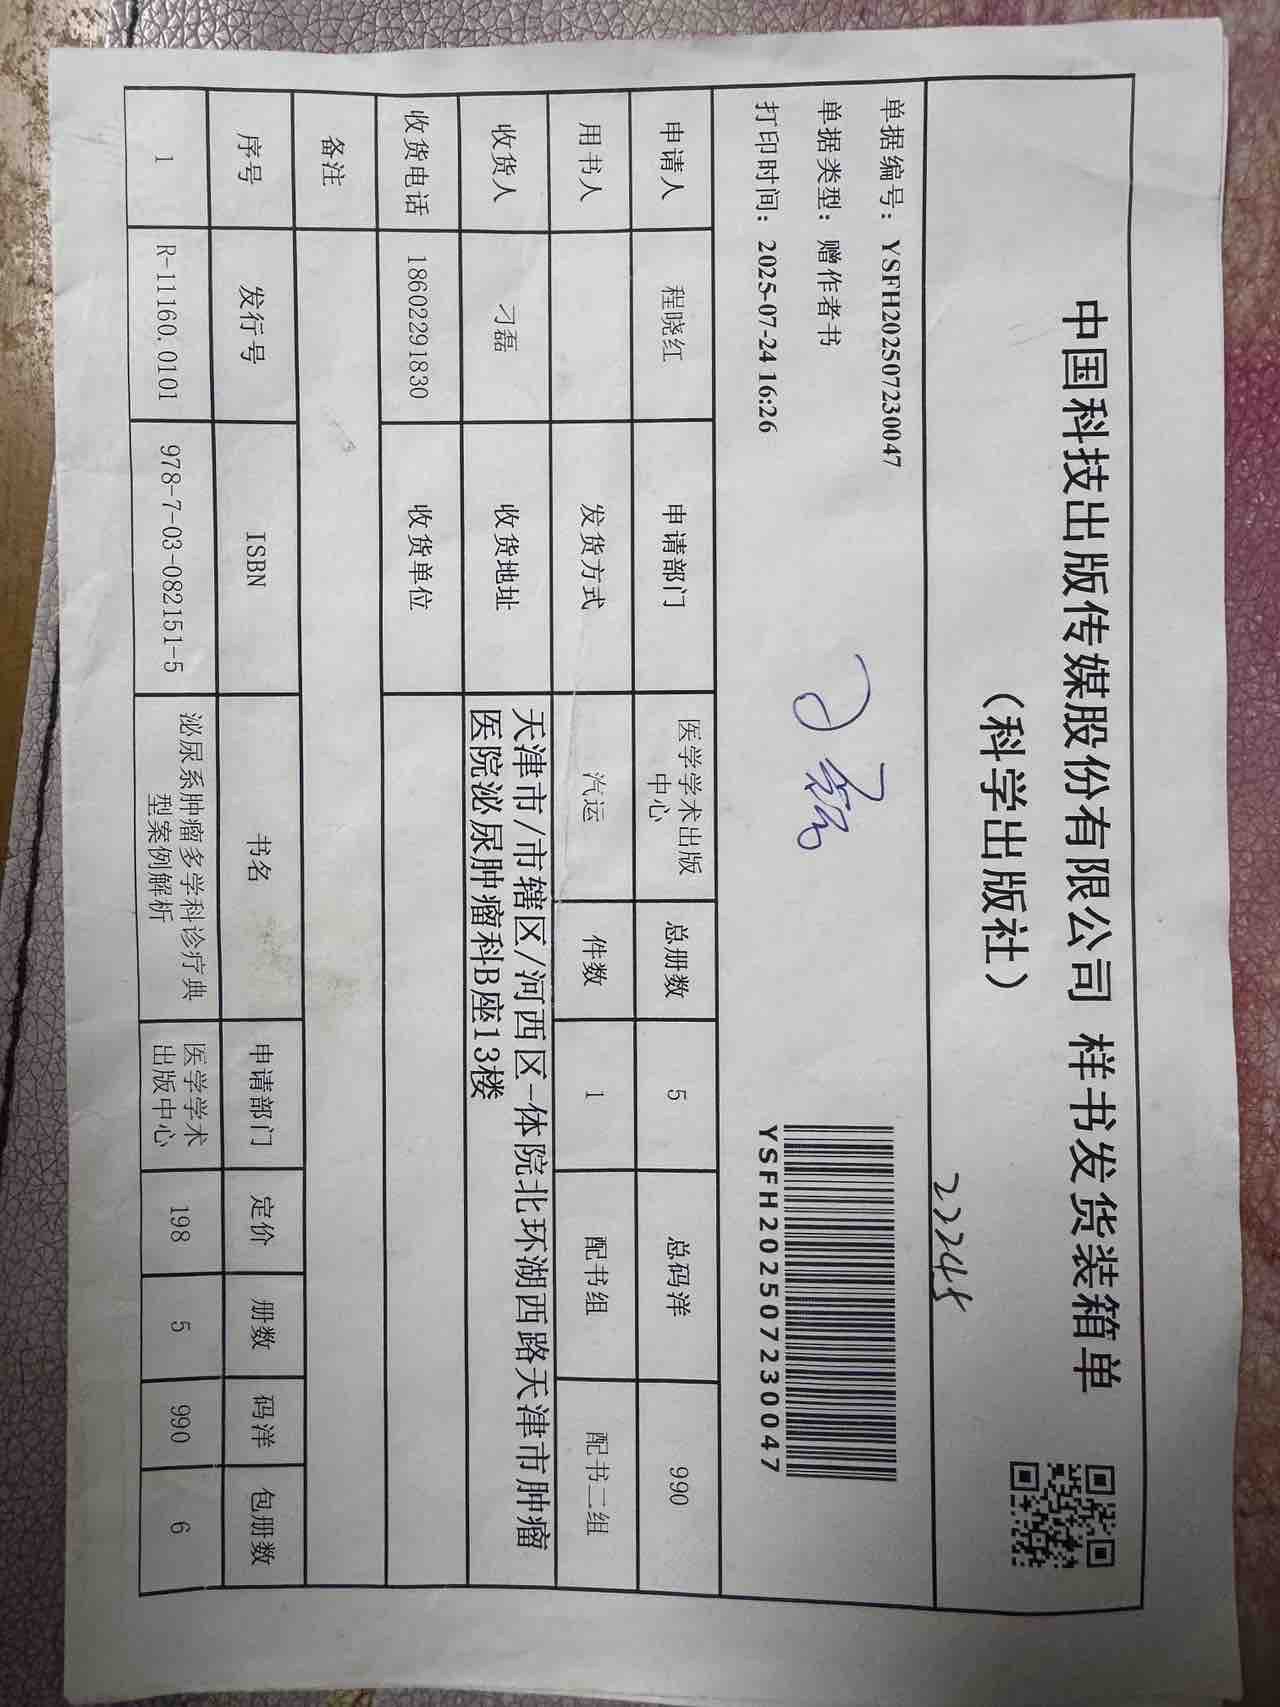 中国科技出版传媒股份有限公司 样书发货装箱单
（科学出版社）
22245
单据编号：YSFH202507230047
单据类型：赠作者书
打印时间：2025-07-24 16:26
刁磊
YSFH202507230047
申请人 程晓红 申请部门 医学学术出版中心 总册数 5 总码洋 990
用书人 发货方式 汽运 件数 1 配书组 配书二组
收货人 刁磊 收货地址 天津市/市辖区/河西区-体院北环湖西路天津市肿瘤
医院泌尿肿瘤科B座13楼
收货电话 18602291830 收货单位
备注
序号 发行号 ISBN 书名 申请部门 定价 册数 码洋 包册数
1 R-11160.0101 978-7-03-082151-5 泌尿系肿瘤多学科诊疗典型案例解析 医学学术出版中心 198 5 990 6